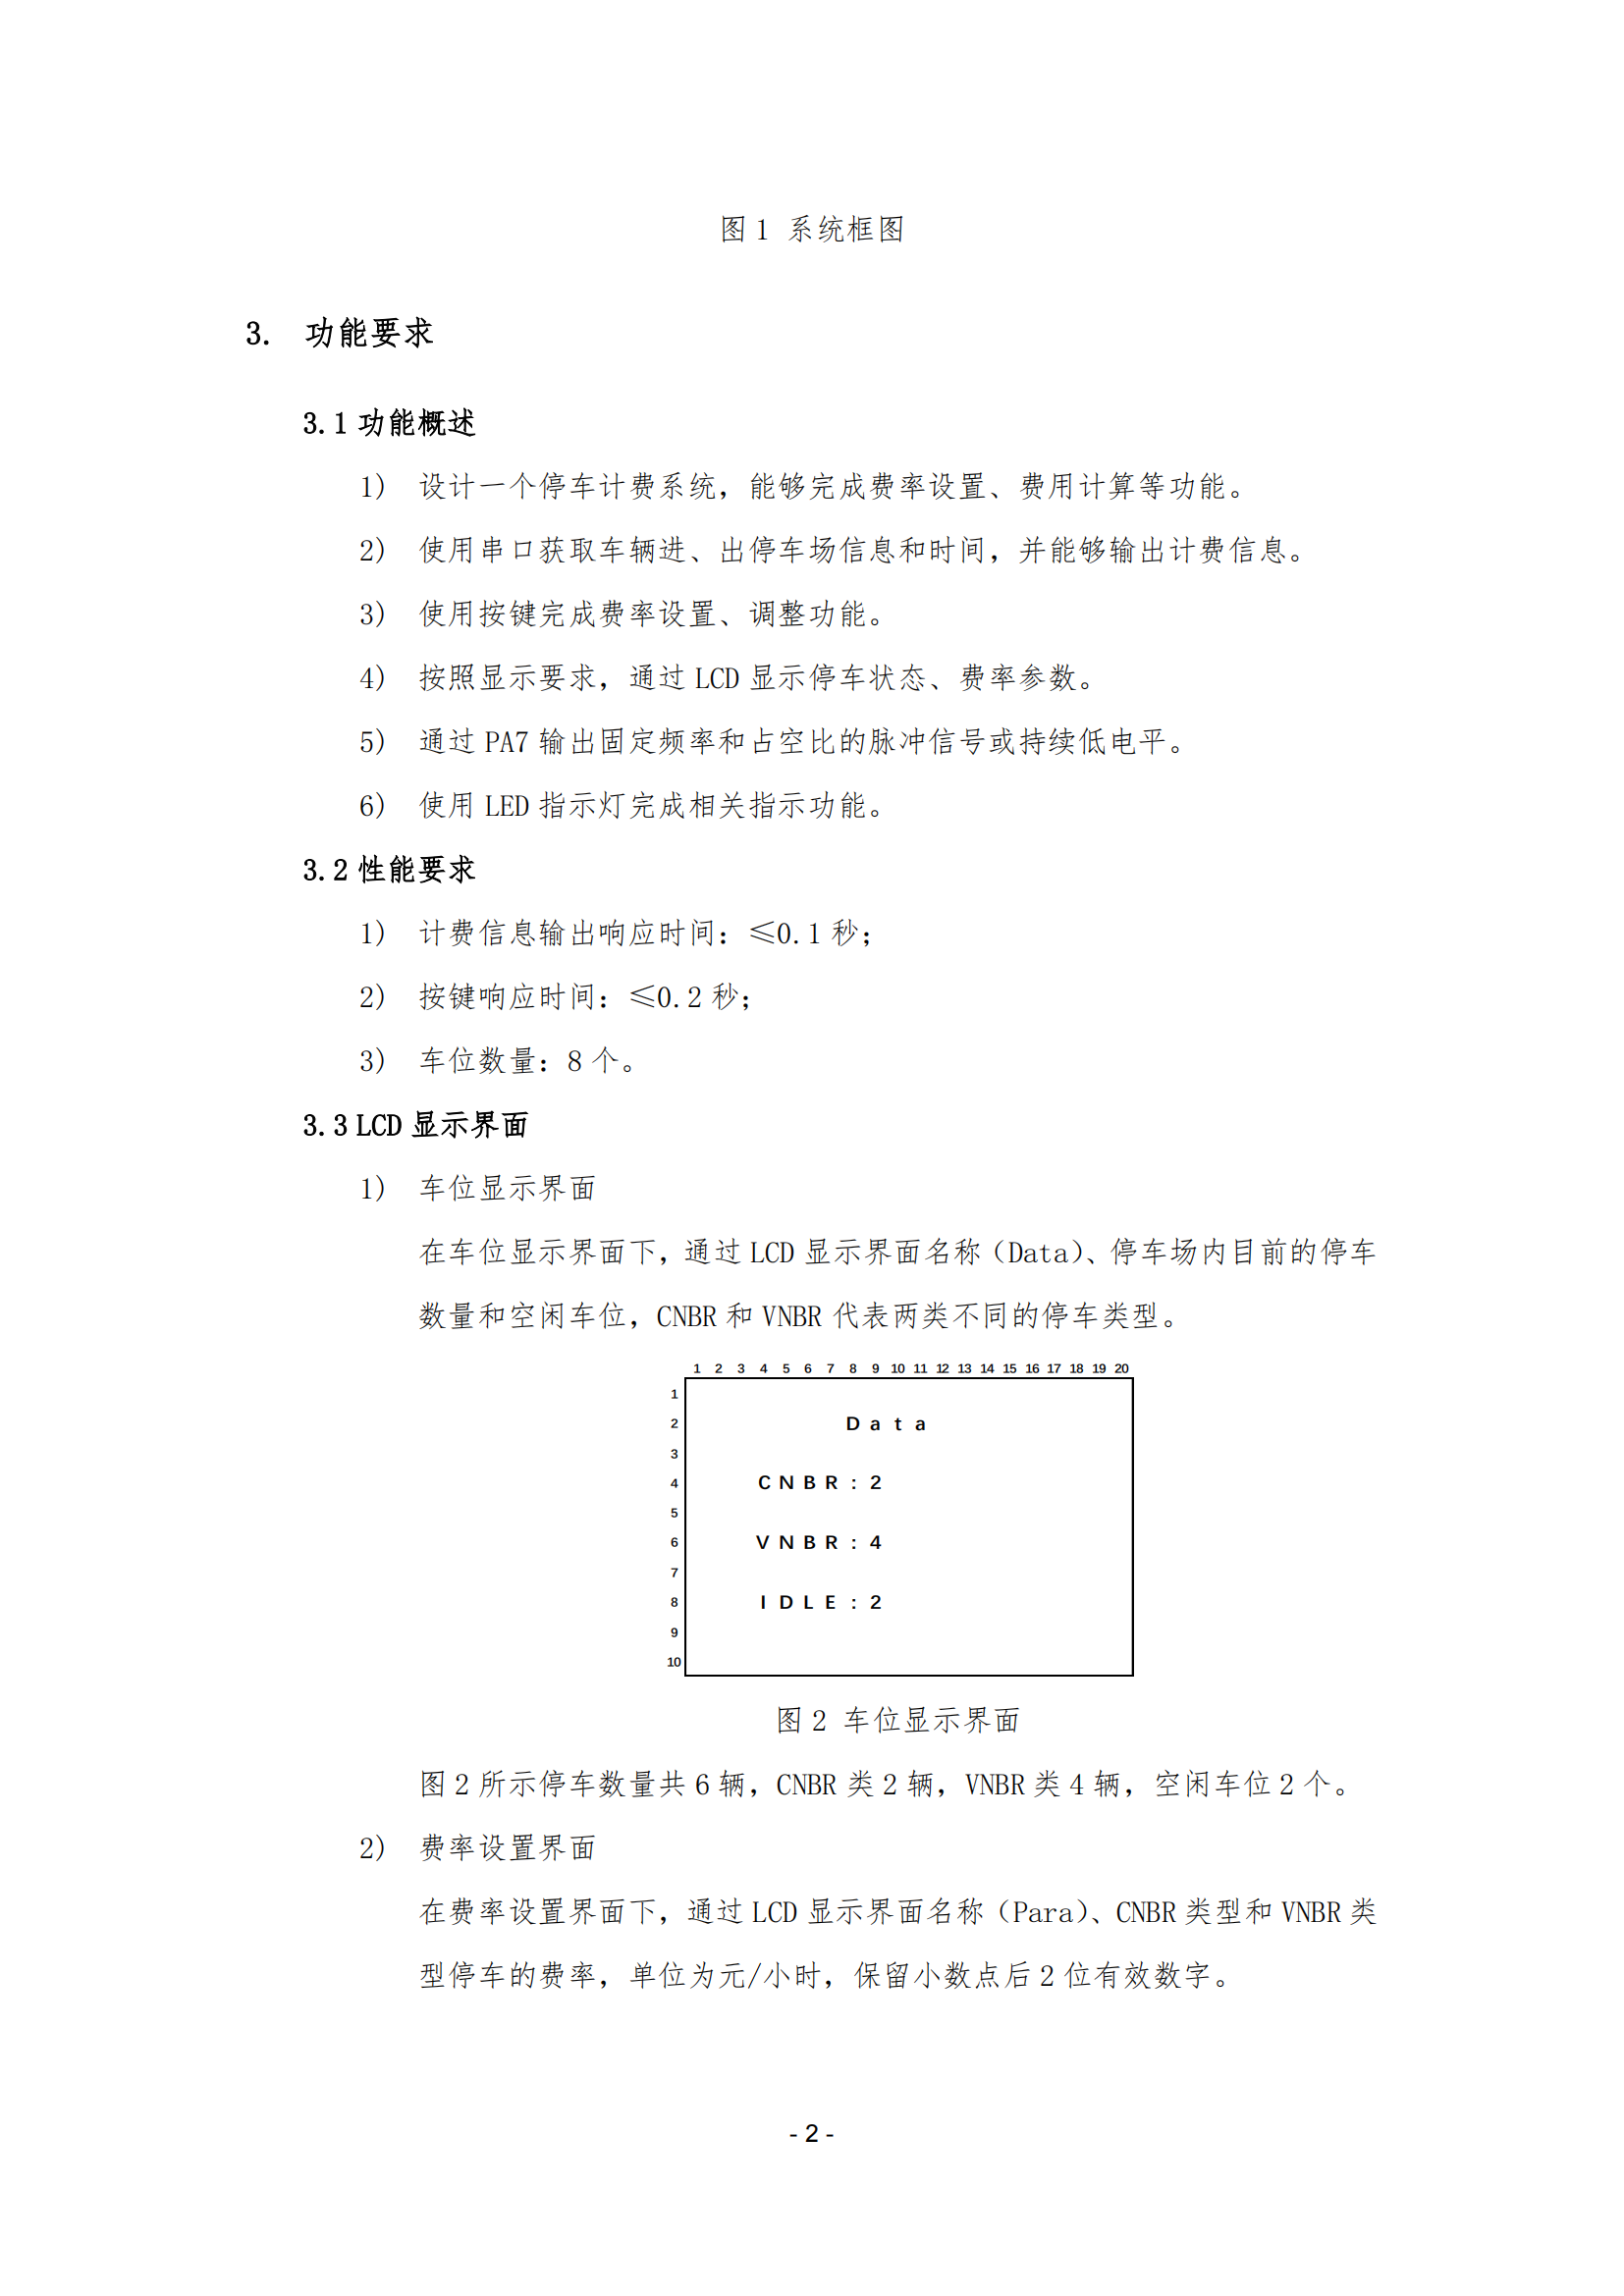 图 1 系统框图
3. 功能要求
3.1 功能概述
1) 设计一个停车计费系统，能够完成费率设置、费用计算等功能。
2) 使用串口获取车辆进、出停车场信息和时间，并能够输出计费信息。
3) 使用按键完成费率设置、调整功能。
4) 按照显示要求，通过 LCD 显示停车状态、费率参数。
5) 通过 PA7 输出固定频率和占空比的脉冲信号或持续低电平。
6) 使用 LED 指示灯完成相关指示功能。
3.2 性能要求
1) 计费信息输出响应时间：≤0.1 秒；
2) 按键响应时间：≤0.2 秒；
3) 车位数量：8 个。
3.3 LCD 显示界面
1) 车位显示界面
在车位显示界面下，通过 LCD 显示界面名称（Data）、停车场内目前的停车
数量和空闲车位，CNBR 和 VNBR 代表两类不同的停车类型。
1 2 3 4 5 6 7 8 9 10 11 12 13 14 15 16 17 18 19 20
1
2 Data
3
4 CNBR:2
5
6 VNBR:4
7
8 IDLE:2
9
10
图 2 车位显示界面
图 2 所示停车数量共 6 辆，CNBR 类 2 辆，VNBR 类 4 辆，空闲车位 2 个。
2) 费率设置界面
在费率设置界面下，通过 LCD 显示界面名称（Para）、CNBR 类型和 VNBR 类
型停车的费率，单位为元/小时，保留小数点后 2 位有效数字。
- 2 -